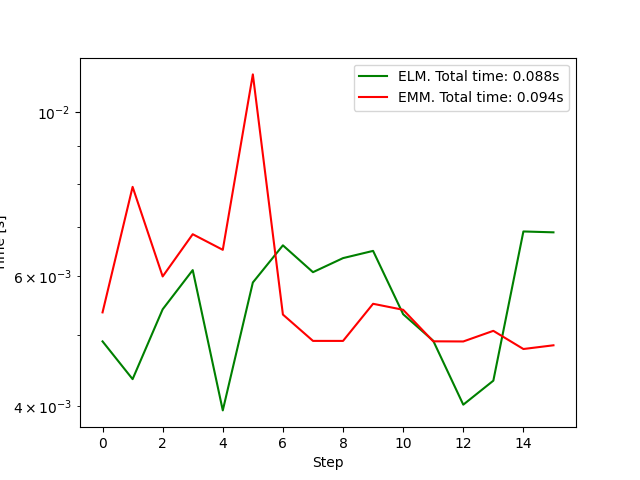 ELM. Total time: 0.088s
EMM. Total time: 0.094s
10⁻²
6 × 10⁻³
4 × 10⁻³
Time [s]
0 2 4 6 8 10 12 14
Step